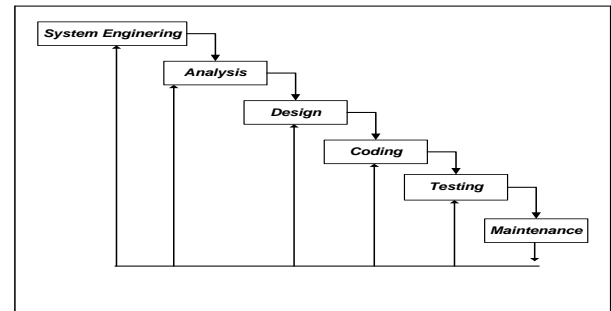 System Enginering
Analysis
Design
Coding
Testing
Maintenance